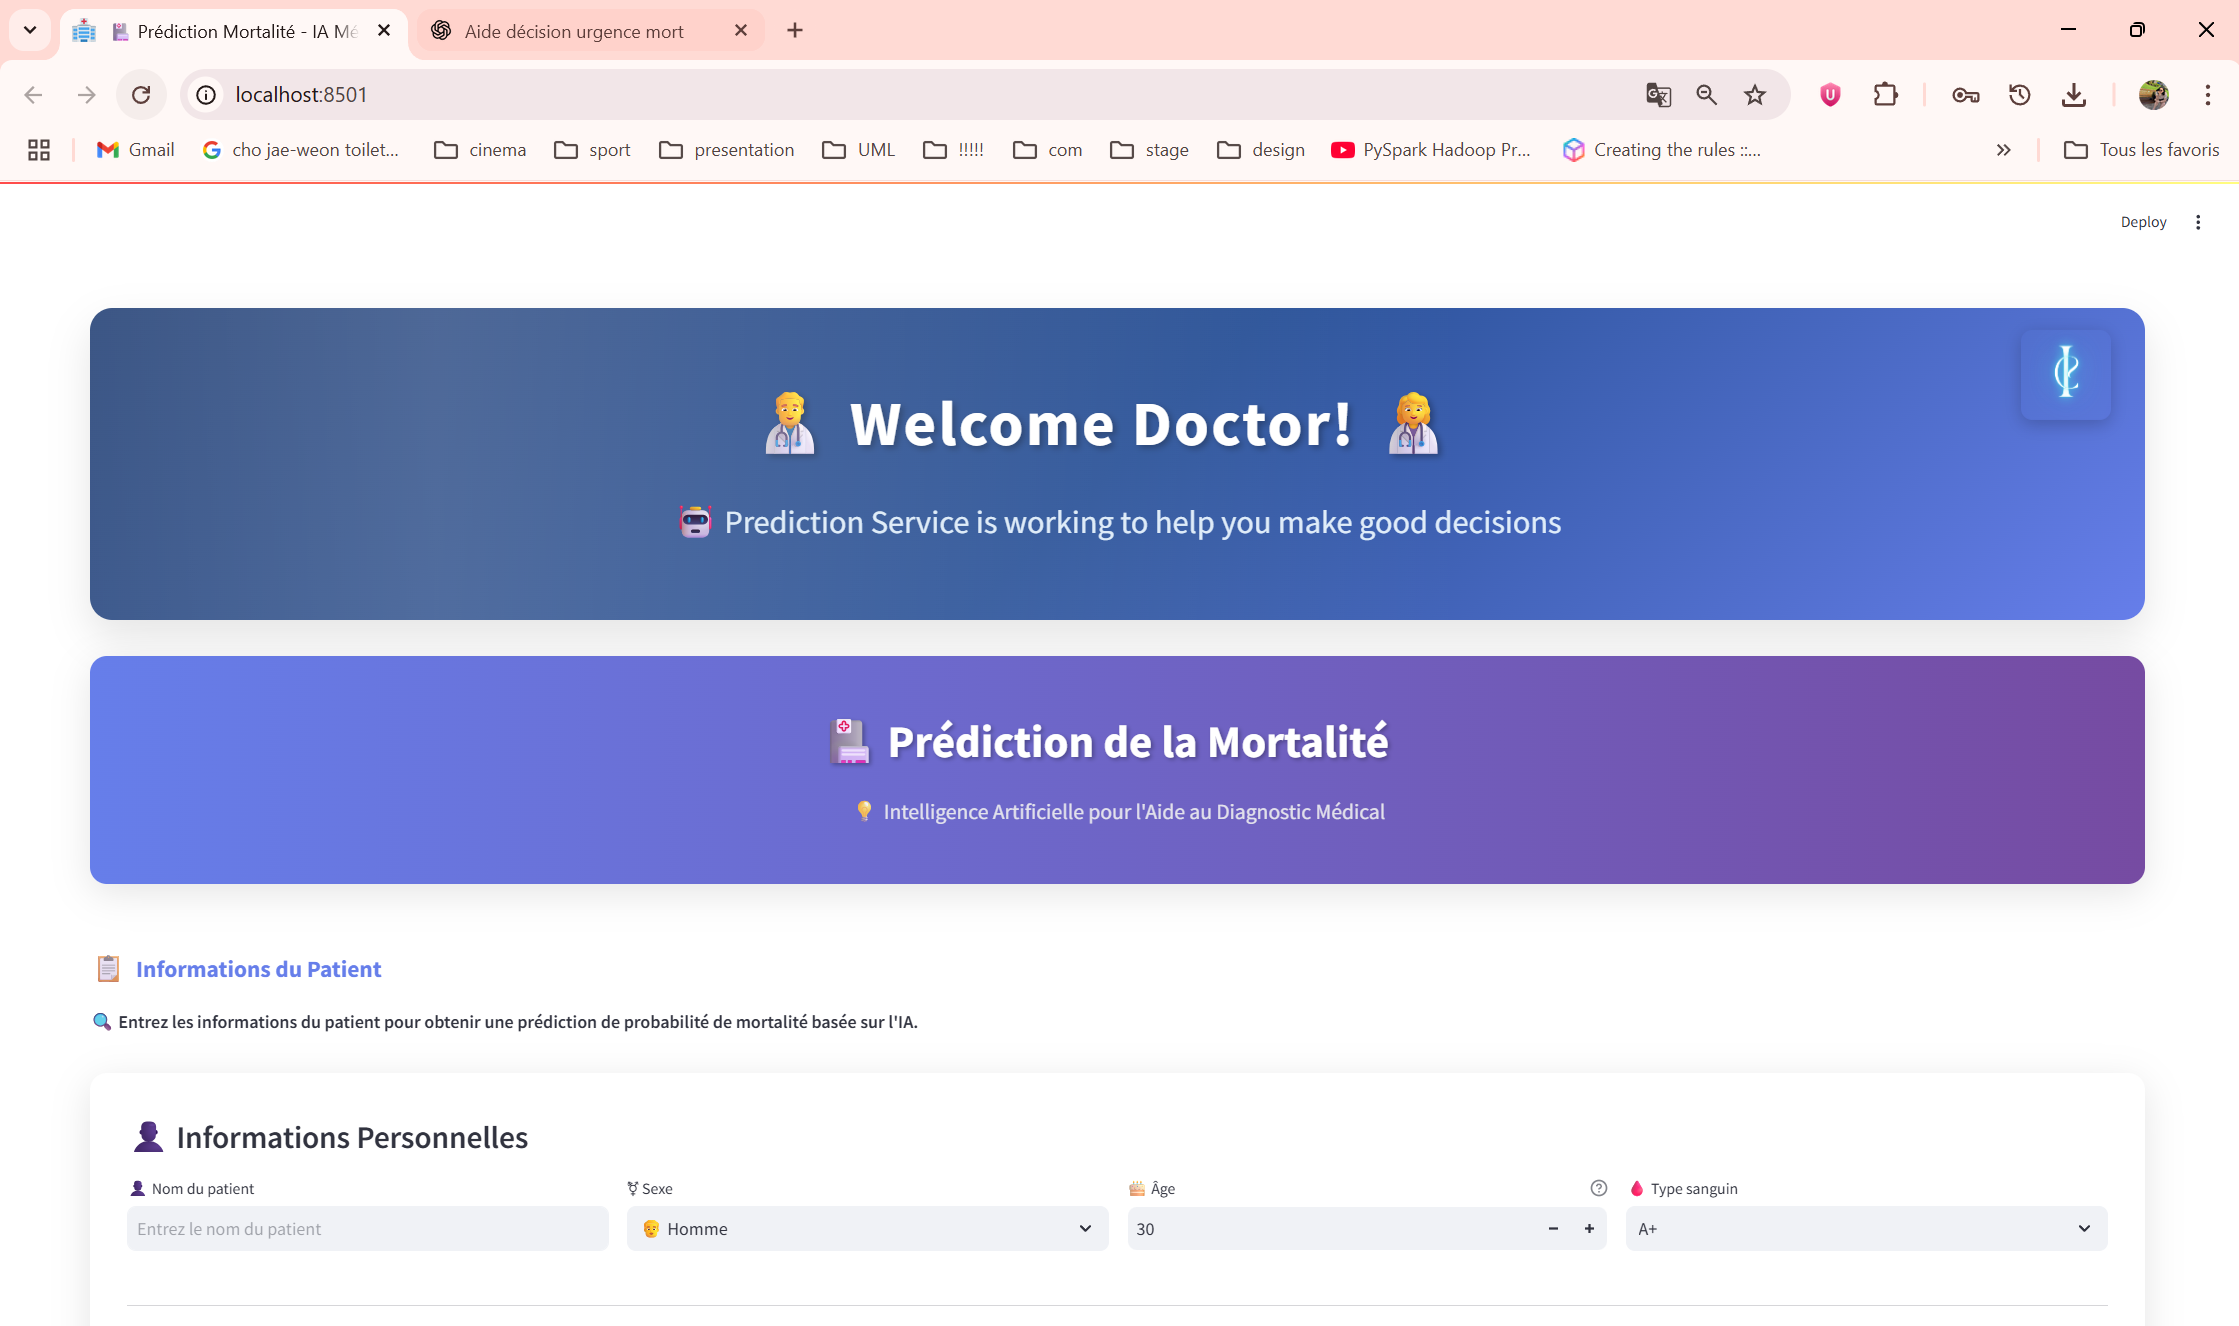 Prédiction Mortalité - IA Mé
Aide décision urgence mort
localhost:8501
Gmail
cho jae-weon toilet...
cinema
sport
presentation
UML
!!!!!
com
stage
design
PySpark Hadoop Pr...
Creating the rules ::...
Tous les favoris
Deploy
Welcome Doctor!
Prediction Service is working to help you make good decisions
Prédiction de la Mortalité
Intelligence Artificielle pour l'Aide au Diagnostic Médical
Informations du Patient
Entrez les informations du patient pour obtenir une prédiction de probabilité de mortalité basée sur l'IA.
Informations Personnelles
Nom du patient
Sexe
Âge
Type sanguin
Entrez le nom du patient
Homme
30
A+